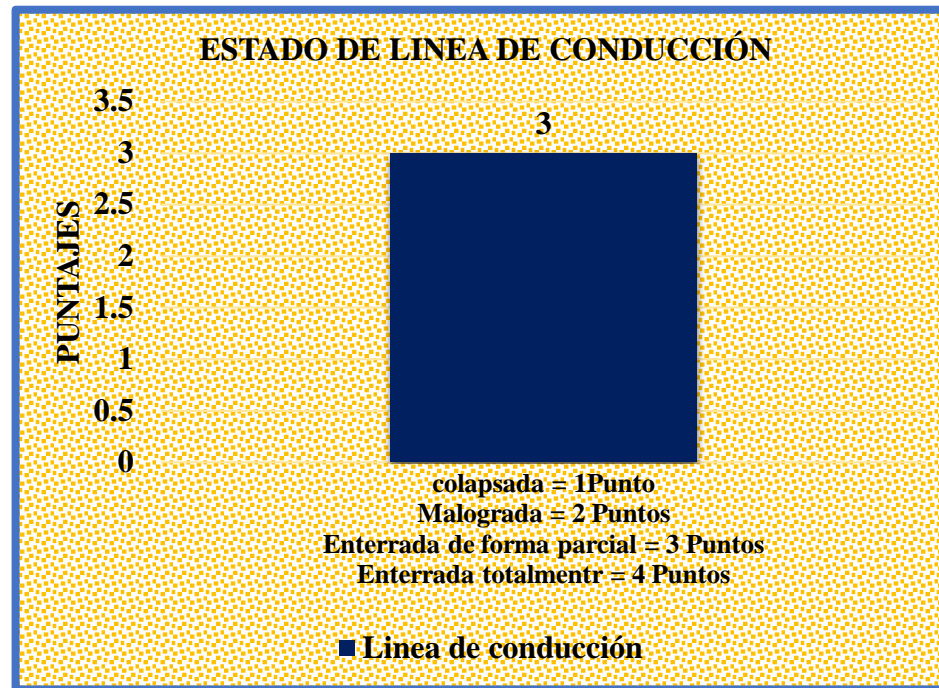 ESTADO DE LINEA DE CONDUCCIÓN
3.5
3
3
2.5
2
1.5
1
0.5
0
PUNTAJES
colapsada = 1Punto
Malograda = 2 Puntos
Enterrada de forma parcial = 3 Puntos
Enterrada totalmentr = 4 Puntos
Linea de conducción